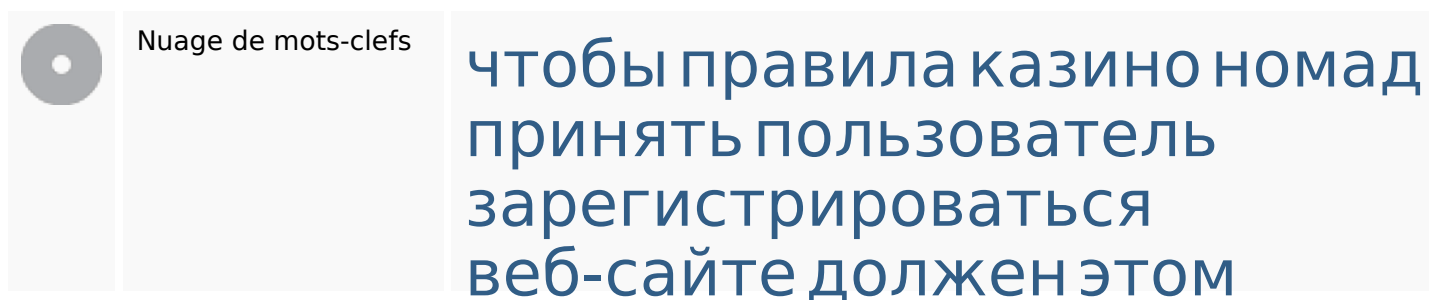 Nuage de mots-clefs
чтобы правила казино номад
принять пользователь
зарегистрироваться
веб-сайте должен этом